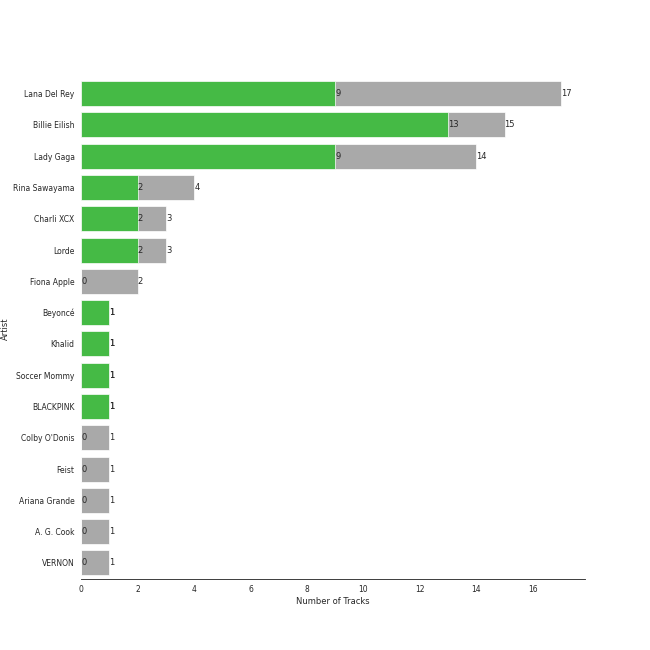 Lana Del Rey 9 17
Billie Eilish 13 15
Lady Gaga 9 14
Rina Sawayama 2 4
Charli XCX 2 3
Lorde 2 3
Fiona Apple 0 2
Beyoncé 1
Khalid 1
Soccer Mommy 1
BLACKPINK 1
Colby O'Donis 0 1
Feist 0 1
Ariana Grande 0 1
A. G. Cook 0 1
VERNON 0 1
Artist
0 2 4 6 8 10 12 14 16
Number of Tracks